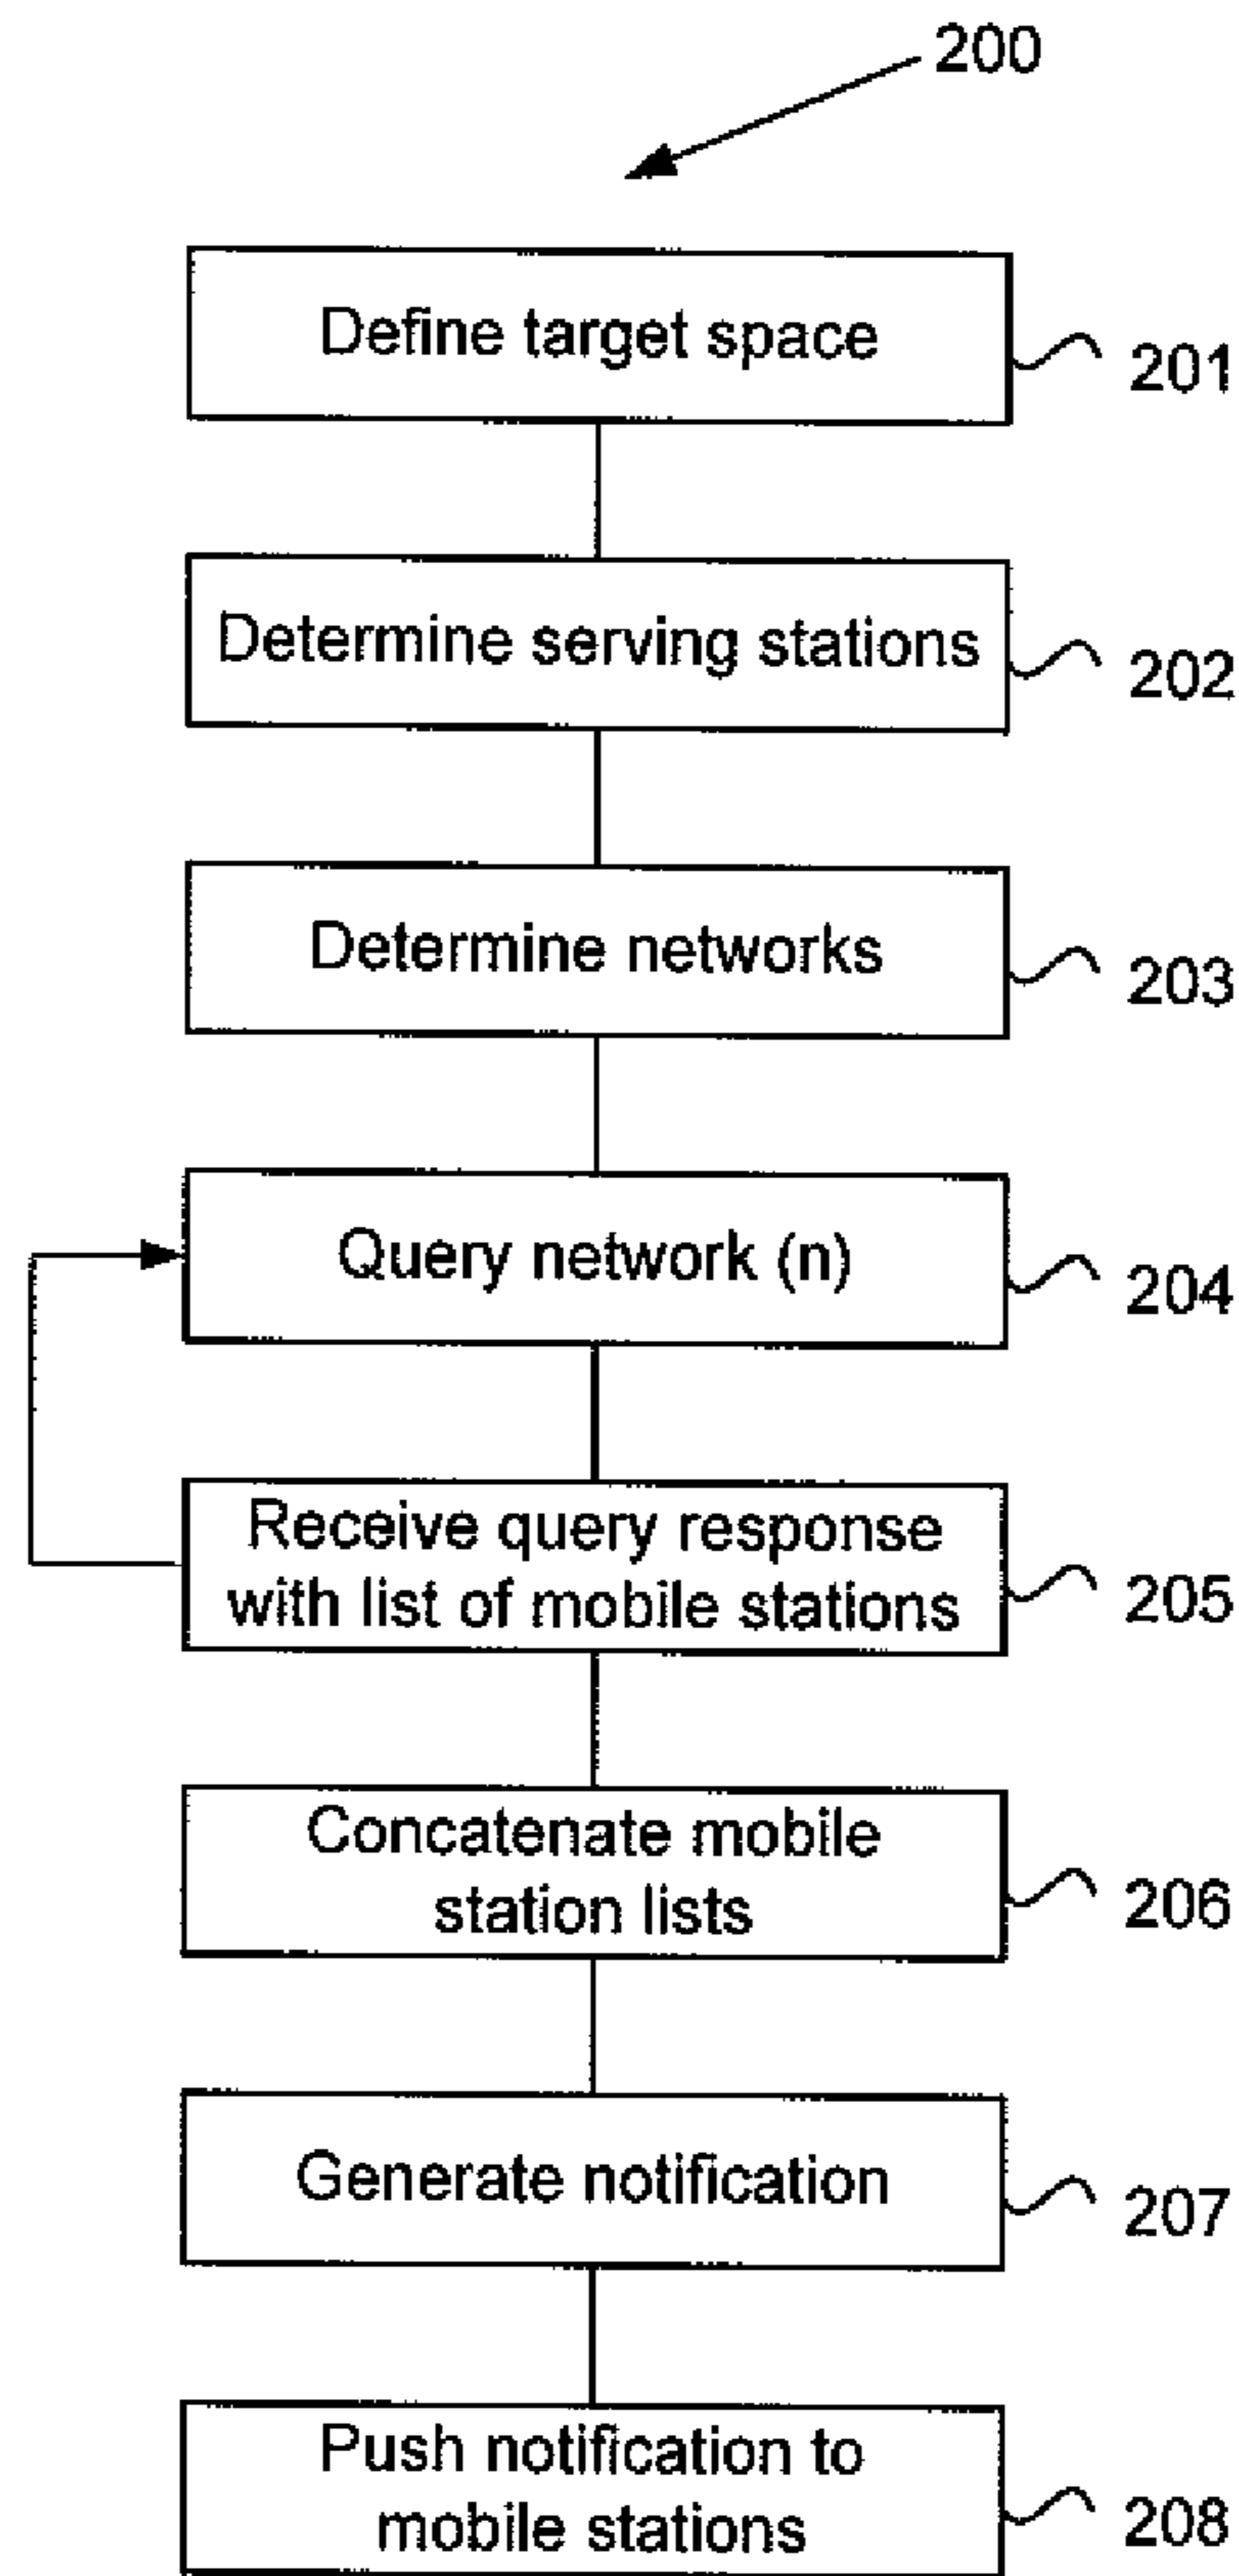 200
Define target space
201
Determine serving stations
202
Determine networks
203
Query network (n)
204
Receive query response
with list of mobile stations
205
Concatenate mobile
station lists
206
Generate notification
207
Push notification to
mobile stations
208